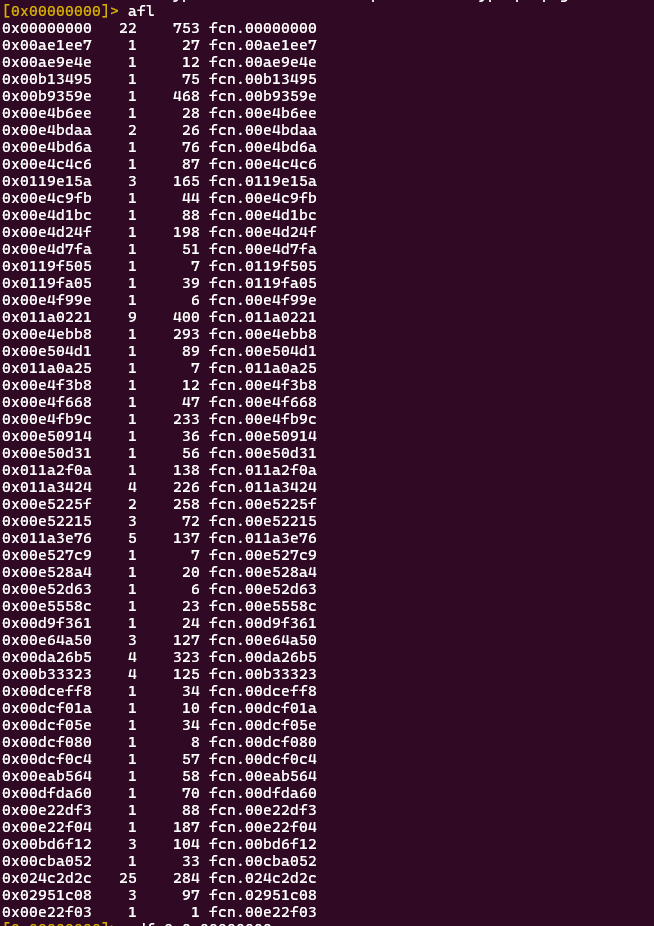 [0x00000000]> afl
0x00000000 22 753 fcn.00000000
0x00ae1ee7 1 27 fcn.00ae1ee7
0x00ae9e4e 1 12 fcn.00ae9e4e
0x00b13495 1 75 fcn.00b13495
0x00b9359e 1 468 fcn.00b9359e
0x00e4b6ee 1 28 fcn.00e4b6ee
0x00e4bdaa 2 26 fcn.00e4bdaa
0x00e4bd6a 1 76 fcn.00e4bd6a
0x00e4c4c6 1 87 fcn.00e4c4c6
0x0119e15a 3 165 fcn.0119e15a
0x00e4c9fb 1 44 fcn.00e4c9fb
0x00e4d1bc 1 88 fcn.00e4d1bc
0x00e4d24f 1 198 fcn.00e4d24f
0x00e4d7fa 1 51 fcn.00e4d7fa
0x0119f505 1 7 fcn.0119f505
0x0119fa05 1 39 fcn.0119fa05
0x00e4f99e 1 6 fcn.00e4f99e
0x011a0221 9 400 fcn.011a0221
0x00e4ebb8 1 293 fcn.00e4ebb8
0x00e504d1 1 89 fcn.00e504d1
0x011a0a25 1 7 fcn.011a0a25
0x00e4f3b8 1 12 fcn.00e4f3b8
0x00e4f668 1 47 fcn.00e4f668
0x00e4fb9c 1 233 fcn.00e4fb9c
0x00e50914 1 36 fcn.00e50914
0x00e50d31 1 56 fcn.00e50d31
0x011a2f0a 1 138 fcn.011a2f0a
0x011a3424 4 226 fcn.011a3424
0x00e5225f 2 258 fcn.00e5225f
0x00e52215 3 72 fcn.00e52215
0x011a3e76 5 137 fcn.011a3e76
0x00e527c9 1 7 fcn.00e527c9
0x00e528a4 1 20 fcn.00e528a4
0x00e52d63 1 6 fcn.00e52d63
0x00e5558c 1 23 fcn.00e5558c
0x00d9f361 1 24 fcn.00d9f361
0x00e64a50 3 127 fcn.00e64a50
0x00da26b5 4 323 fcn.00da26b5
0x00b33323 4 125 fcn.00b33323
0x00dceff8 1 34 fcn.00dceff8
0x00dcf01a 1 10 fcn.00dcf01a
0x00dcf05e 1 34 fcn.00dcf05e
0x00dcf080 1 8 fcn.00dcf080
0x00dcf0c4 1 57 fcn.00dcf0c4
0x00eab564 1 58 fcn.00eab564
0x00dfda60 1 70 fcn.00dfda60
0x00e22df3 1 88 fcn.00e22df3
0x00e22f04 1 187 fcn.00e22f04
0x00bd6f12 3 104 fcn.00bd6f12
0x00cba052 1 33 fcn.00cba052
0x024c2d2c 25 284 fcn.024c2d2c
0x02951c08 3 97 fcn.02951c08
0x00e22f03 1 1 fcn.00e22f03